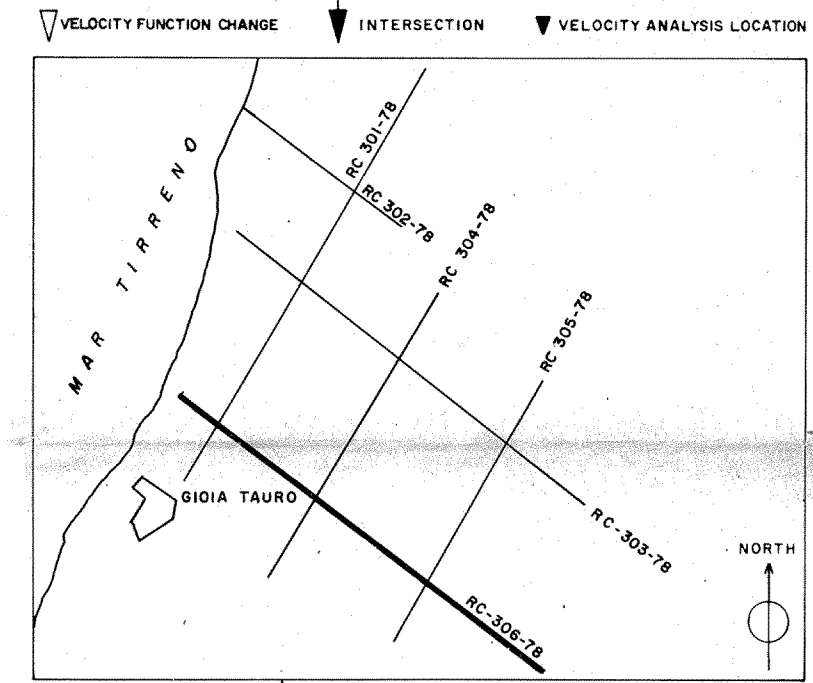 VELOCITY FUNCTION CHANGE
INTERSECTION
VELOCITY ANALYSIS LOCATION
MAR TIRRENO
RC 301-78
RC 302-78
RC 304-78
RC 305-78
GIOIA TAURO
RC-303-78
NORTH
RC-306-78